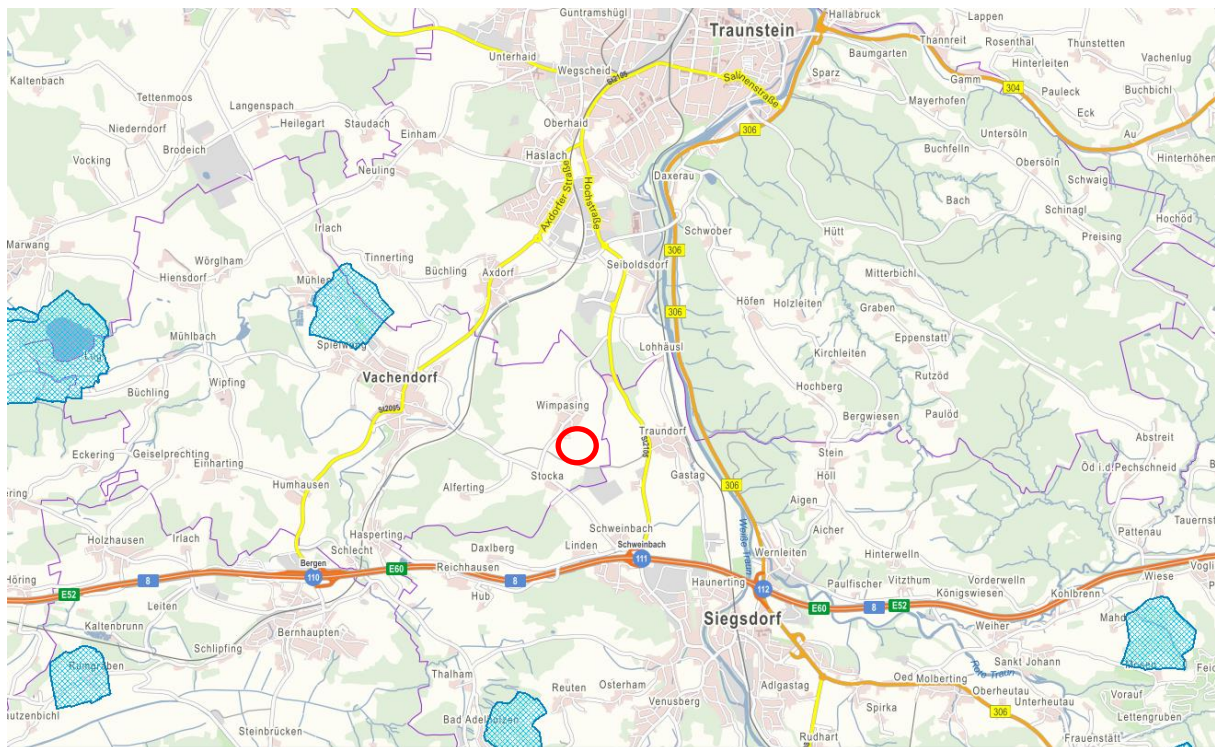 Guntramshügl
Hallabruck
Lappen
Traunstein
Thannreit
Rosenthal
Thunstetten
Unterhaid
Baumgarten
Hinterleiten
Vachenlug
Kaltenbach
Wegscheid
St2105
Salinenstraße
Sparz
Gamm
304
Pauleck
Buchbichl
Tettenmoos
Langenspach
Mayerhofen
Eck
Niederndorf
Heilegart
Staudach
Einham
Oberhaid
306
Untersöln
Au
Vocking
Brodeich
Haslach
Buchfelln
Obersöln
Hinterhöhen
Neuling
Daxerau
Schwaig
Axdorfer Straße
Hochstraße
Bach
Schinagl
Hochöd
Marwang
Irlach
Schwober
Hütt
Preising
Wörglham
Tinnerting
306
Hiensdorf
Mühlen
Büchling
Axdorf
Seiboldsdorf
Mitterbichl
Höfen
Holzleiten
Graben
306
Mühlbach
Eppenstatt
Spielwang
Lohhäusl
Kirchleiten
Vachendorf
Rutzöd
Büchling
Wipfing
Hochberg
St2095
Wimpasing
Bergwiesen
Paulöd
Traundorf
St2106
Abstreit
Eckering
Geiselprechting
Einharting
Stein
Stocka
Gastag
Höll
Öd i.d.Pechschneid
Humhausen
Alferting
306
306
Aigen
Holzhausen
Irlach
Hasperting
Schweinbach
Weiße Traun
Aicher
Pattenau
Schlecht
Daxlberg
Linden
Schweinbach
Wernleiten
Hinterwelln
Höring
8
Bergen
110
E60
Reichhausen
8
111
Haunerting
112
Paulfischer
Vitzthum
Vorderwelln
Wiese
E52
Hub
E60
8
E52
Königswiesen
Kohlbrenn
Leiten
Siegsdorf
Weiher
Kaltenbrunn
Bernhaupten
Schlipfing
Thalham
Sankt Johann
Reuten
Osterham
Oed
Molberting
Rote Traun
Adlgastag
Oberheutau
Vorauf
Venusberg
Unterheutau
Spirka
306
Lettengruben
Bad Adelholzen
Steinbrücken
Rudhart
Frauenstätt